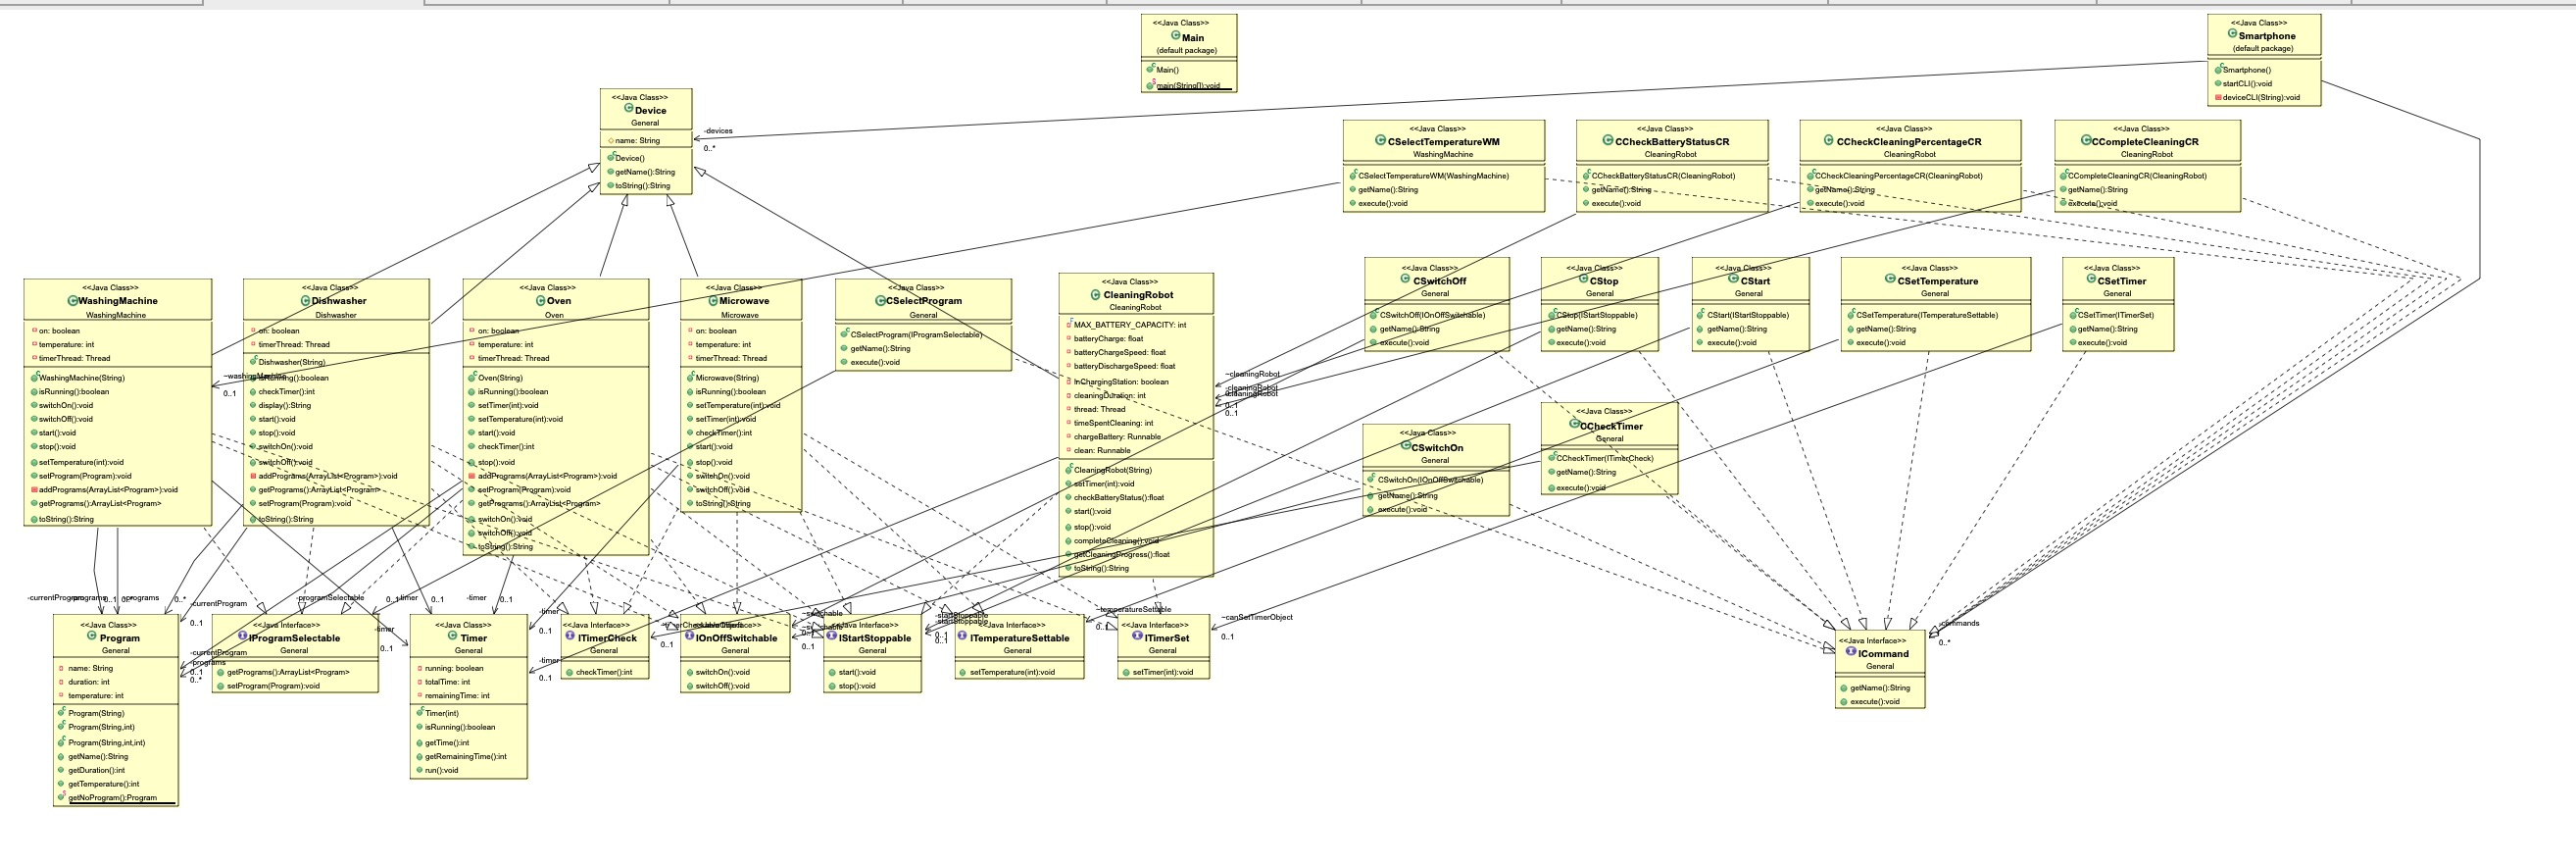 <<Java Class>>
Main
(default package)
Main()
main(String[]):void
<<Java Class>>
Smartphone
(default package)
Smartphone()
startCLI():void
deviceCLI(String):void
<<Java Class>>
Device
General
name: String
Device()
getName():String
toString():String
-devices
0..*
<<Java Class>>
CSelectTemperatureWM
WashingMachine
CSelectTemperatureWM(WashingMachine)
getName():String
execute():void
<<Java Class>>
CCheckBatteryStatusCR
CleaningRobot
CCheckBatteryStatusCR(CleaningRobot)
getName():String
execute():void
<<Java Class>>
CCheckCleaningPercentageCR
CleaningRobot
CCheckCleaningPercentageCR(CleaningRobot)
getName():String
execute():void
<<Java Class>>
CCompleteCleaningCR
CleaningRobot
CCompleteCleaningCR(CleaningRobot)
getName():String
execute():void
<<Java Class>>
WashingMachine
WashingMachine
on: boolean
temperature: int
timerThread: Thread
WashingMachine(String)
isRunning():boolean
switchOn():void
switchOff():void
start():void
stop():void
setTemperature(int):void
setProgram(Program):void
addPrograms(ArrayList<Program>):void
getPrograms():ArrayList<Program>
toString():String
~washingMachine
0..1
<<Java Class>>
Dishwasher
Dishwasher
on: boolean
timerThread: Thread
Dishwasher(String)
isRunning():boolean
checkTimer():int
display():String
start():void
stop():void
switchOn():void
switchOff():void
addPrograms(ArrayList<Program>):void
getPrograms():ArrayList<Program>
setProgram(Program):void
toString():String
<<Java Class>>
Oven
Oven
on: boolean
temperature: int
timerThread: Thread
Oven(String)
isRunning():boolean
setTimer(int):void
setTemperature(int):void
start():void
checkTimer():int
stop():void
addPrograms(ArrayList<Program>):void
setProgram(Program):void
getPrograms():ArrayList<Program>
switchOn():void
switchOff():void
toString():String
<<Java Class>>
Microwave
Microwave
on: boolean
temperature: int
timerThread: Thread
Microwave(String)
isRunning():boolean
setTemperature(int):void
setTimer(int):void
checkTimer():int
start():void
stop():void
switchOn():void
switchOff():void
toString():String
<<Java Class>>
CSelectProgram
General
CSelectProgram(IProgramSelectable)
getName():String
execute():void
<<Java Class>>
CleaningRobot
CleaningRobot
MAX_BATTERY_CAPACITY: int
batteryCharge: float
batteryChargeSpeed: float
batteryDischargeSpeed: float
InChargingStation: boolean
cleaningDuration: int
thread: Thread
timeSpentCleaning: int
chargeBattery: Runnable
clean: Runnable
CleaningRobot(String)
setTimer(int):void
checkBatteryStatus():float
start():void
stop():void
completeCleaning():void
getCleaningProgress():float
toString():String
~cleaningRobot
~cleaningRobot
0..1
0..1
<<Java Class>>
CSwitchOff
General
CSwitchOff(IOnOffSwitchable)
getName():String
execute():void
<<Java Class>>
CStop
General
CStop(IStartStoppable)
getName():String
execute():void
<<Java Class>>
CStart
General
CStart(IStartStoppable)
getName():String
execute():void
<<Java Class>>
CSetTemperature
General
CSetTemperature(ITemperatureSettable)
getName():String
execute():void
<<Java Class>>
CSetTimer
General
CSetTimer(ITimerSet)
getName():String
execute():void
<<Java Class>>
CSwitchOn
General
CSwitchOn(IOnOffSwitchable)
getName():String
execute():void
<<Java Class>>
CCheckTimer
General
CCheckTimer(ITimerCheck)
getName():String
execute():void
-currentProgram
-programs
0..1
0..*
-programs
0..*
-currentProgram
0..1
-currentProgram
-programs
0..1
0..*
<<Java Class>>
Program
General
name: String
duration: int
temperature: int
Program(String)
Program(String,int)
Program(String,int,int)
getName():String
getDuration():int
getTemperature():int
getNoProgram():Program
~programSelectable
0..1
<<Java Interface>>
IProgramSelectable
General
getPrograms():ArrayList<Program>
setProgram(Program):void
-timer
0..1
-timer
0..1
-timer
0..1
<<Java Class>>
Timer
General
running: boolean
totalTime: int
remainingTime: int
Timer(int)
isRunning():boolean
getTime():int
getRemainingTime():int
run():void
-timer
0..1
-timer
0..1
<<Java Interface>>
ITimerCheck
General
checkTimer():int
0..1
<<Java Interface>>
IOnOffSwitchable
General
switchOn():void
switchOff():void
0..1
<<Java Interface>>
IStartStoppable
General
start():void
stop():void
~startStoppable
~startStoppable
0..1
0..1
<<Java Interface>>
ITemperatureSettable
General
setTemperature(int):void
~temperatureSettable
0..1
<<Java Interface>>
ITimerSet
General
setTimer(int):void
~canSetTimerObject
0..1
<<Java Interface>>
ICommand
General
getName():String
execute():void
-commands
0..*